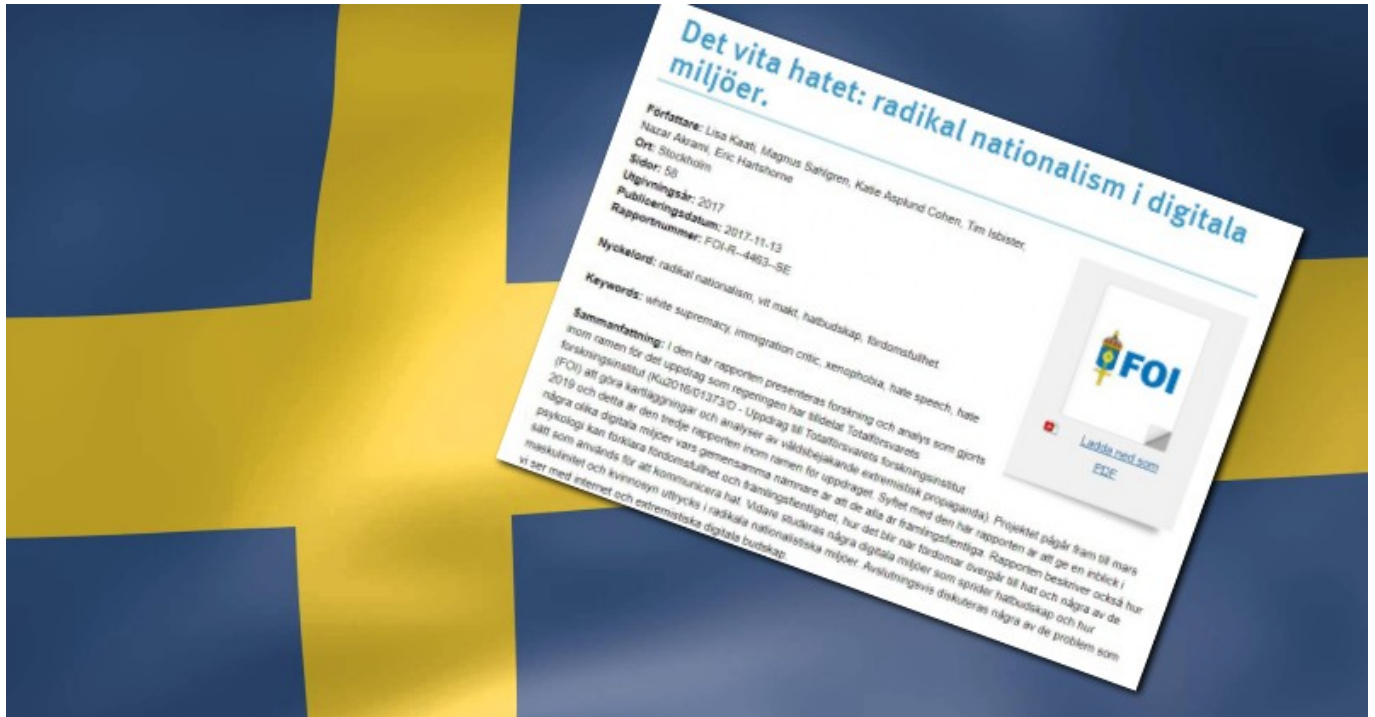 Det vita hatet: radikal nationalism i digitala
miljöer.
Författare: Lisa Kaati, Magnus Sahlgren, Katie Asplund Cohen, Tim Isbister,
Nazar Akrami, Eric Hartshorne
Ort: Stockholm
Sidor: 58
Utgivningsår: 2017
Publiceringsdatum: 2017-11-13
Rapportnummer: FOI-R--4463--SE
Nyckelord: radikal nationalism, vit makt, hatbudskap, fördomsfullhet
Keywords: white supremacy, immigration critic, xenophobia, hate speech, hate
Sammanfattning: I den här rapporten presenteras forskning och analys som gjorts
inom ramen för det uppdrag som regeringen har tilldelat Totalförsvarets
forskningsinstitut (Ku2016/01373/D - Uppdrag till Totalförsvarets forskningsinstitut
(FOI) att göra kartläggningar och analyser av våldsbejakande extremistisk propaganda). Projektet pågår fram till mars
2019 och detta är den tredje rapporten inom ramen för uppdraget. Syftet med den här rapporten är att ge en inblick i
några olika digitala miljöer vars gemensamma nämnare är att de alla är främlingsfientliga. Rapporten beskriver också hur
psykologi kan förklara fördomsfullhet och främlingsfientlighet, hur det blir när fördomar övergår till hat och några av de
sätt som används för att kommunicera hat. Vidare studeras några digitala miljöer som sprider hatbudskap och hur
maskulinitet och kvinnosyn uttrycks i radikala nationalistiska miljöer. Avslutningsvis diskuteras några av de problem som
vi ser med internet och extremistiska digitala budskap.
FOI
Ladda ned som
PDF